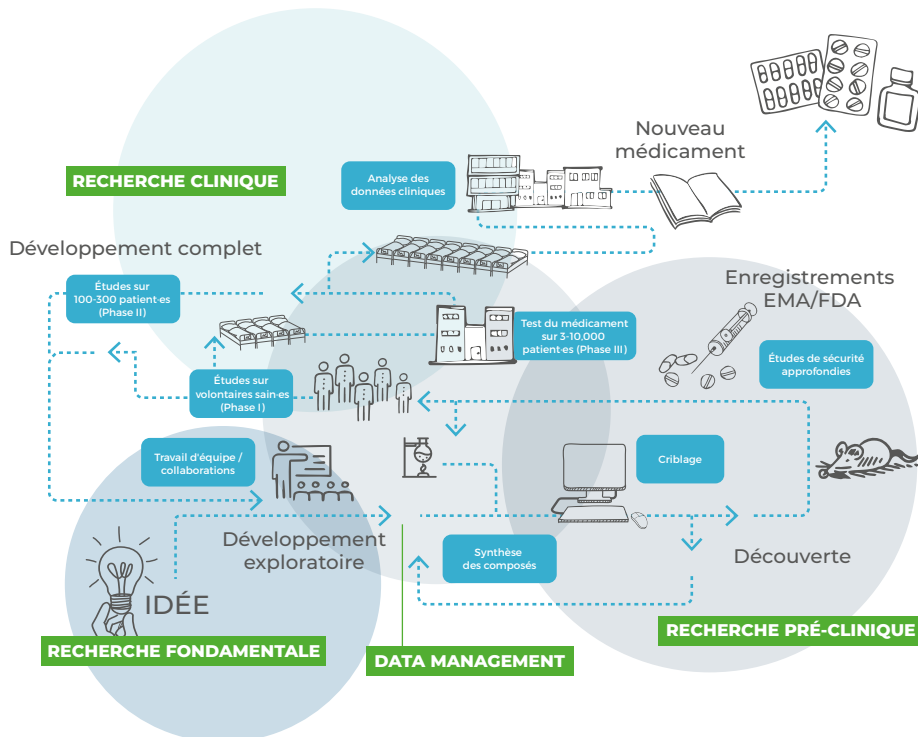 Nouveau
médicament
Analyse des
données cliniques
RECHERCHE CLINIQUE
Développement complet
Études sur
100-300 patient·es
(Phase II)
Enregistrements
EMA/FDA
Test du médicament
sur 3-10,000
patient·es (Phase III)
Études de sécurité
approfondies
Études sur
volontaires sain·es
(Phase I)
Travail d'équipe /
collaborations
Criblage
Développement
exploratoire
Synthèse
des composés
Découverte
IDÉE
RECHERCHE FONDAMENTALE
DATA MANAGEMENT
RECHERCHE PRÉ-CLINIQUE